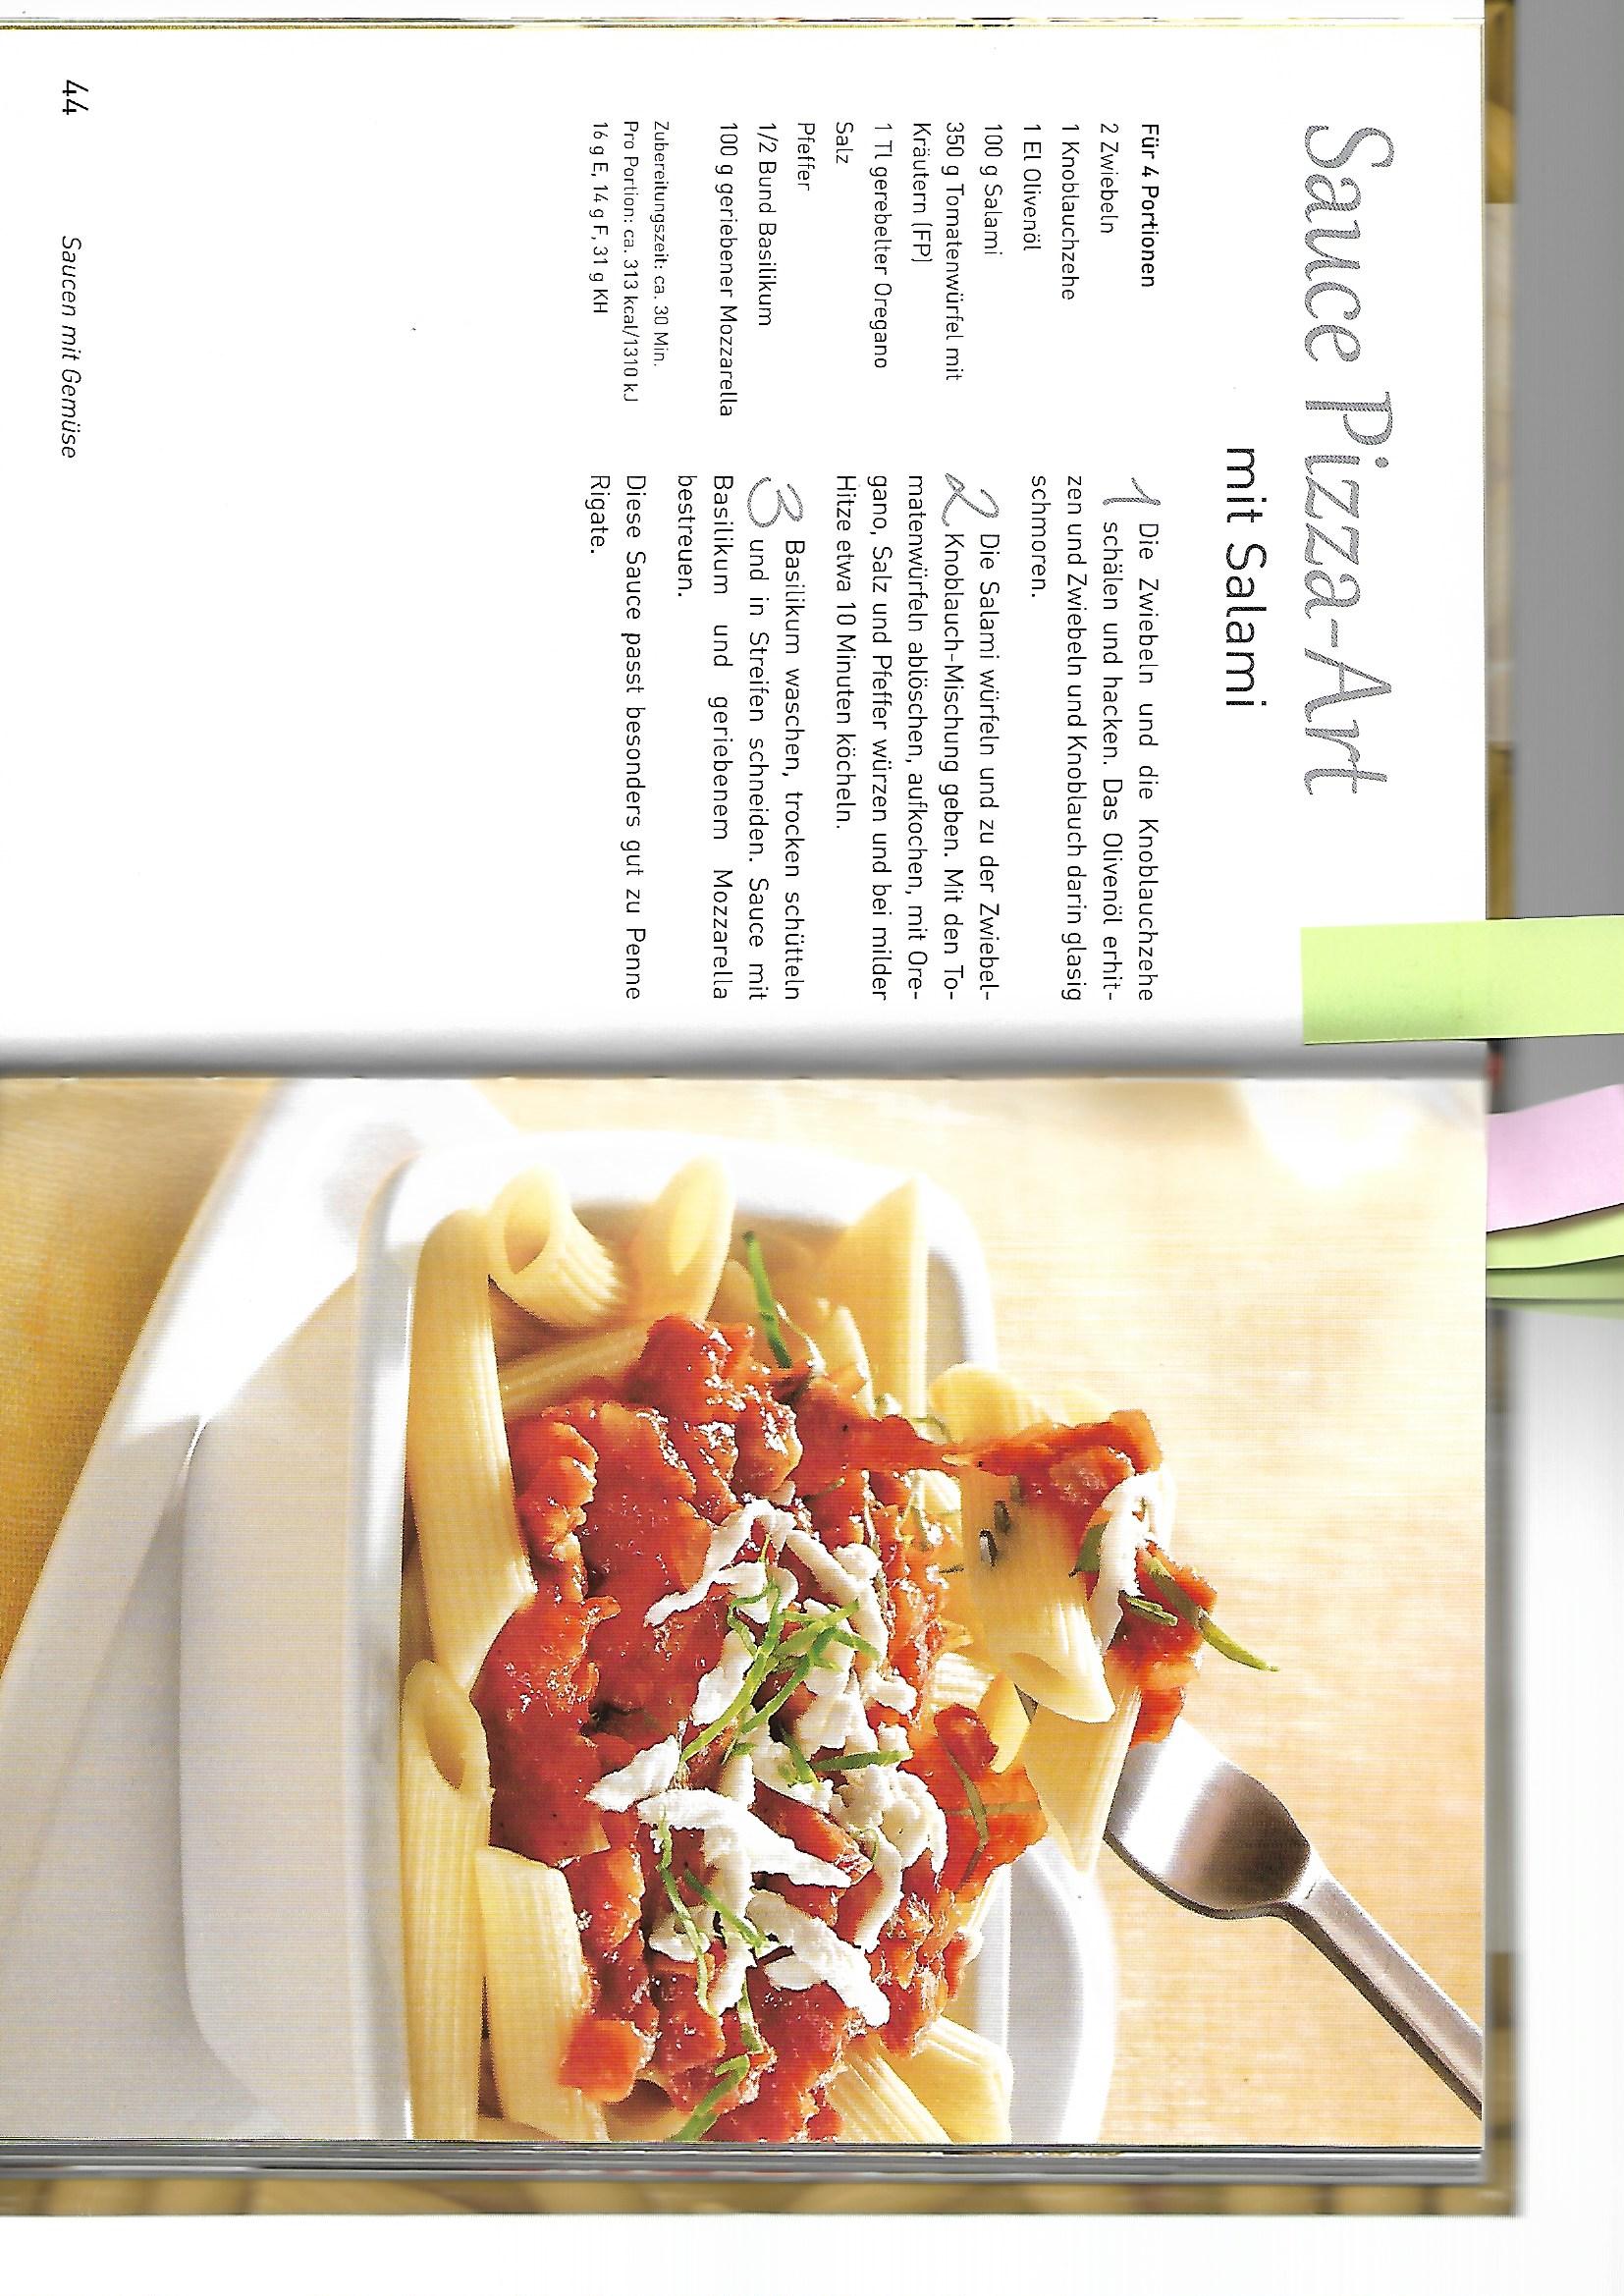 Sauce Pizza-Art
mit Salami
Für 4 Portionen
2 Zwiebeln
1 Knoblauchzehe
1 El Olivenöl
100 g Salami
350 g Tomatenwürfel mit
Kräutern (FP)
1 Tl gerebelter Oregano
Salz
Pfeffer
1/2 Bund Basilikum
100 g geriebener Mozzarella
Zubereitungszeit: ca. 30 Min.
Pro Portion: ca. 313 kcal/1310 kJ
16 g E, 14 g F, 31 g KH
1 Die Zwiebeln und die Knoblauchzehe
schälen und hacken. Das Olivenöl erhit-
zen und Zwiebeln und Knoblauch darin glasig
schmoren.
2 Die Salami würfeln und zu der Zwiebel-
Knoblauch-Mischung geben. Mit den To-
matenwürfeln ablöschen, aufkochen, mit Ore-
gano, Salz und Pfeffer würzen und bei milder
Hitze etwa 10 Minuten köcheln.
3 Basilikum waschen, trocken schütteln
und in Streifen schneiden. Sauce mit
Basilikum und geriebenem Mozzarella
bestreuen.
Diese Sauce passt besonders gut zu Penne
Rigate.
44 Saucen mit Gemüse